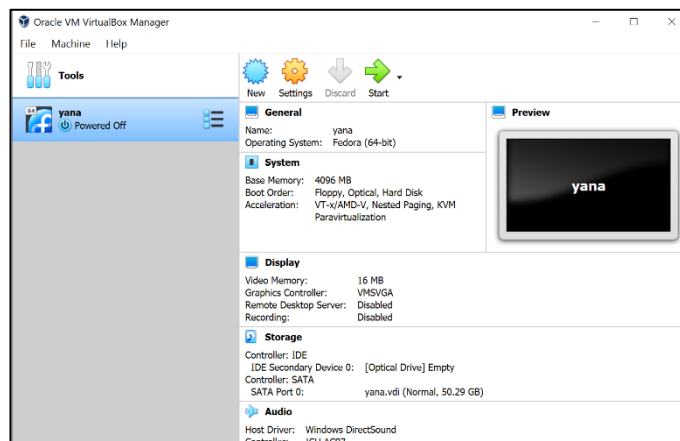 Oracle VM VirtualBox Manager
File Machine Help
Tools
New Settings Discard Start
64
yana
Powered Off
General
Name: yana
Operating System: Fedora (64-bit)
System
Base Memory: 4096 MB
Boot Order: Floppy, Optical, Hard Disk
Acceleration: VT-x/AMD-V, Nested Paging, KVM
Paravirtualization
Preview
yana
Display
Video Memory: 16 MB
Graphics Controller: VMSVGA
Remote Desktop Server: Disabled
Recording: Disabled
Storage
Controller: IDE
IDE Secondary Device 0: [Optical Drive] Empty
Controller: SATA
SATA Port 0: yana.vdi (Normal, 50.29 GB)
Audio
Host Driver: Windows DirectSound
Controller: ICH AC97